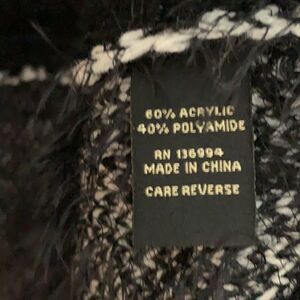 60% ACRYLIC
40% POLYAMIDE
RN 136994
MADE IN CHINA
CARE REVERSE